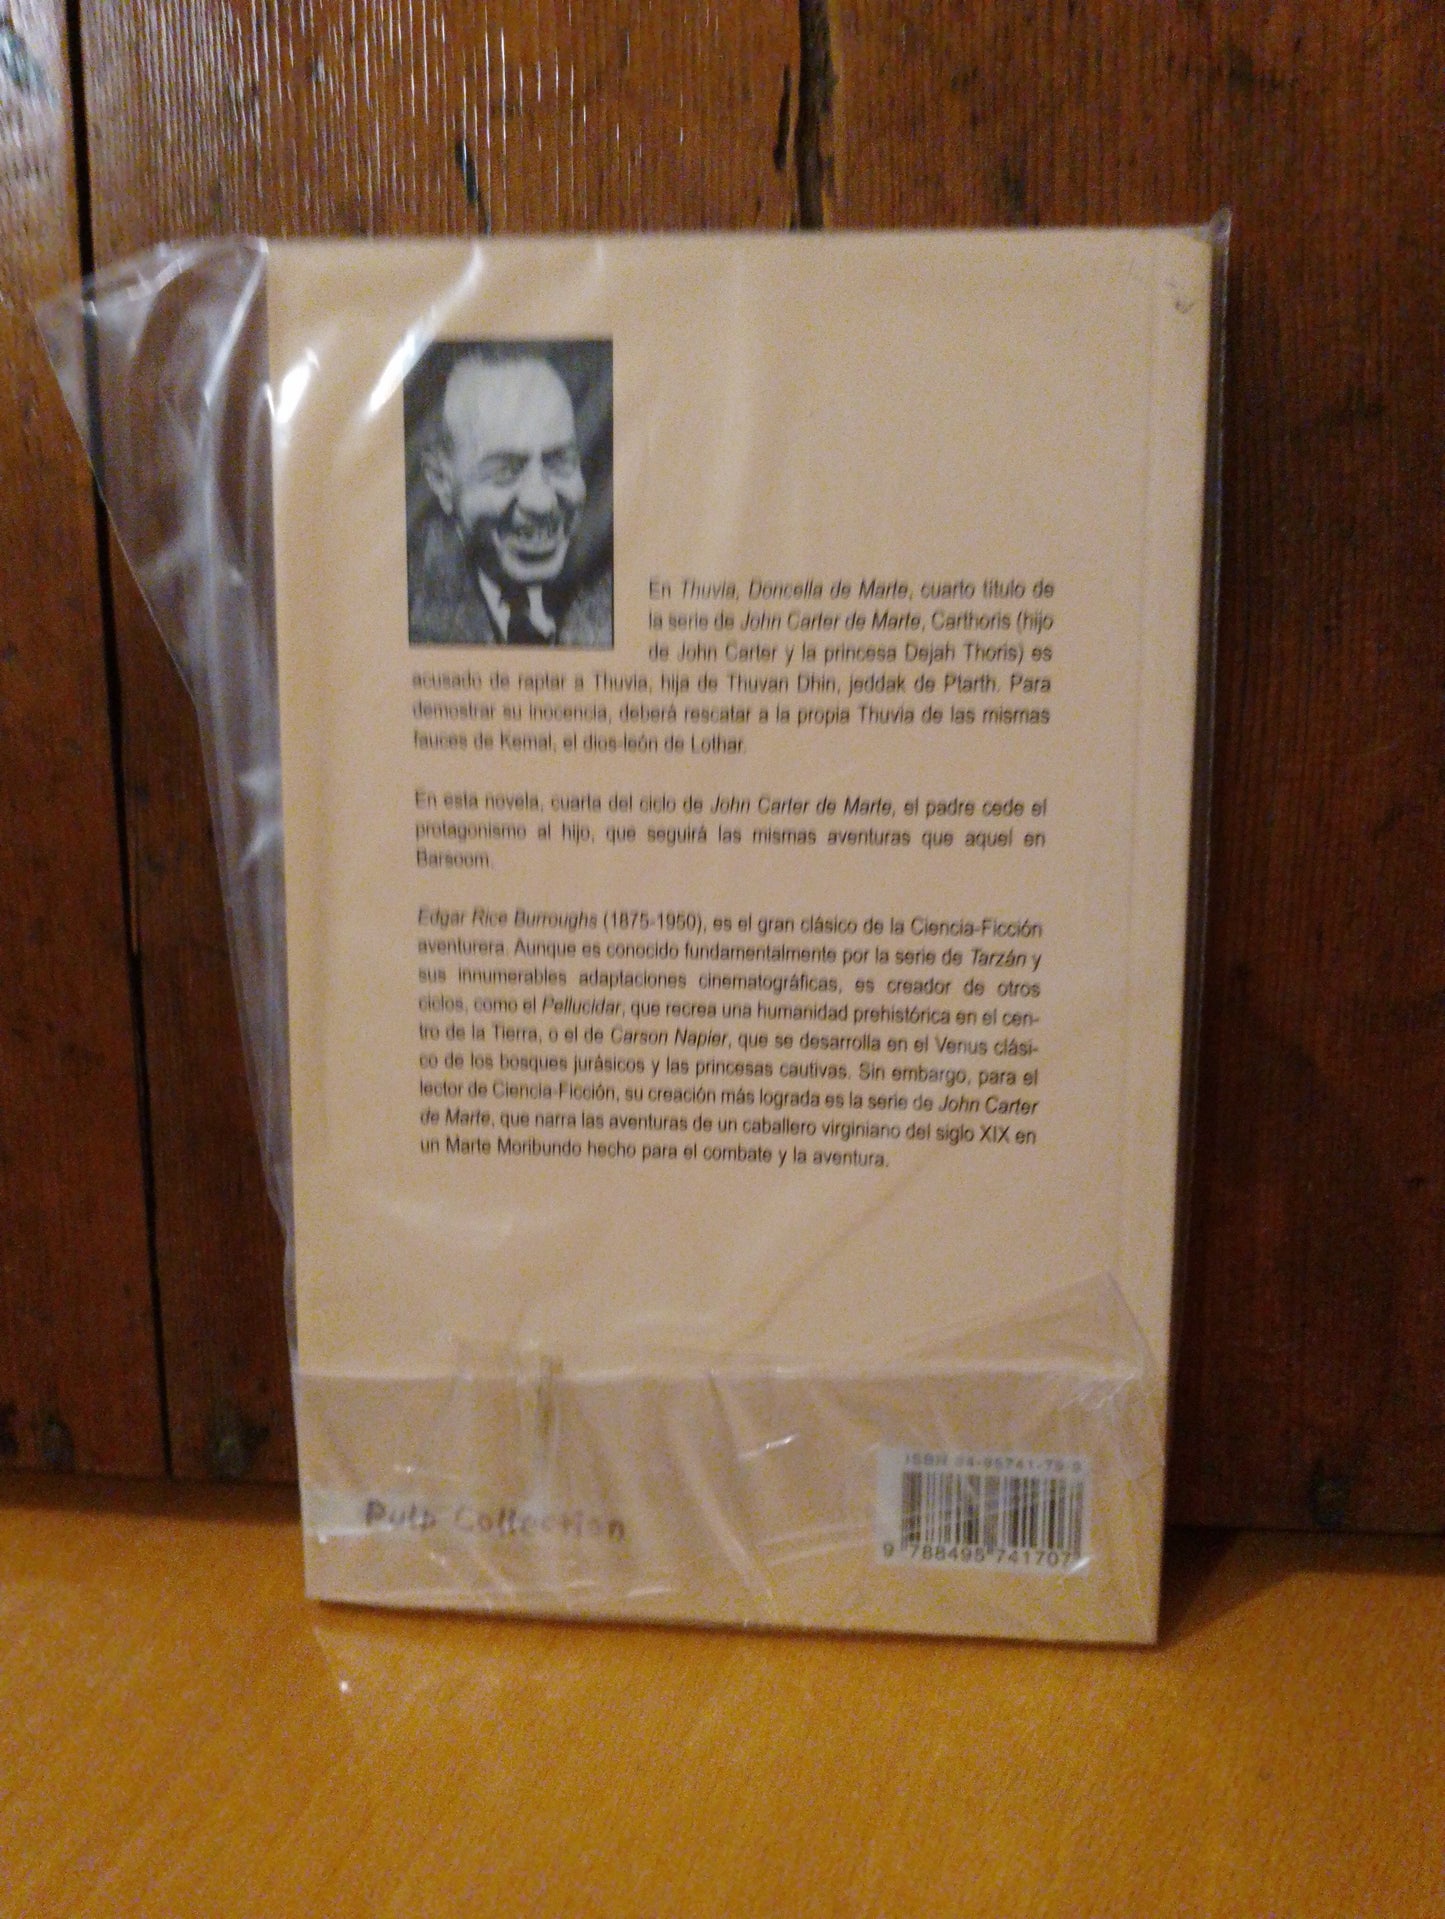 En Thuvia, Doncella de Marte, cuarto título de
la serie de John Carter de Marte, Carthoris (hijo
de John Carter y la princesa Dejah Thoris) es
acusado de raptar a Thuvia, hija de Thuvan Dhin, jeddak de Ptarth. Para
demostrar su inocencia, deberá rescatar a la propia Thuvia de las mismas
fauces de Kemal, el dios-león de Lothar.
En esta novela, cuarta del ciclo de John Carter de Marte, el padre cede el
protagonismo al hijo, que seguirá las mismas aventuras que aquel en
Barsoom.
Edgar Rice Burroughs (1875-1950), es el gran clásico de la Ciencia-Ficción
aventurera. Aunque es conocido fundamentalmente por la serie de Tarzán y
sus innumerables adaptaciones cinematográficas, es creador de otros
ciclos, como el Pellucidar, que recrea una humanidad prehistórica en el cen-
tro de la Tierra, o el de Carson Napier, que se desarrolla en el Venus clási-
co de los bosques jurásicos y las princesas cautivas. Sin embargo, para el
lector de Ciencia-Ficción, su creación más lograda es la serie de John Carter
de Marte, que narra las aventuras de un caballero virginiano del siglo XIX en
un Marte Moribundo hecho para el combate y la aventura.
Pulp Collection
ISBN
9 788495 741707